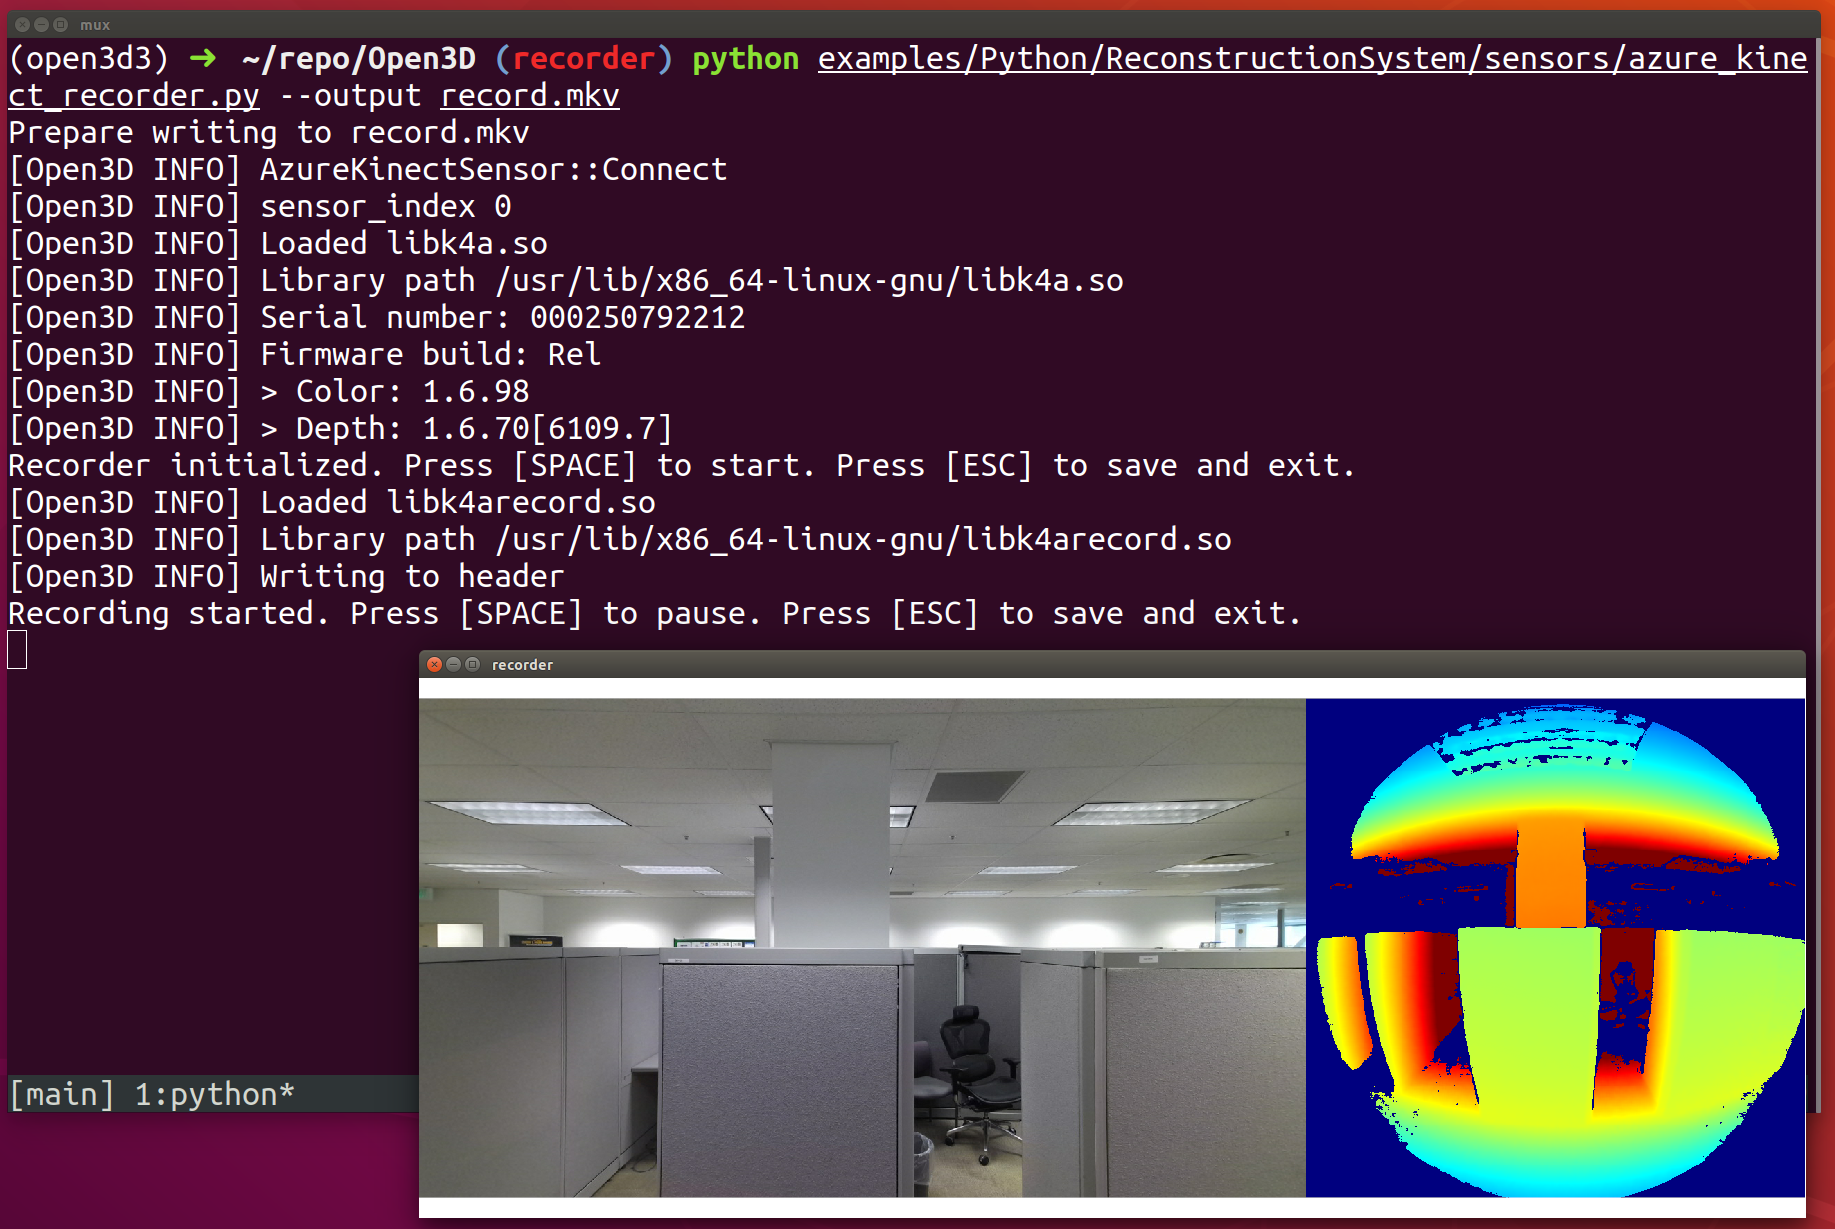 mux
(open3d3) ➜ ~/repo/Open3D (recorder) python examples/Python/ReconstructionSystem/sensors/azure_kine
ct_recorder.py --output record.mkv
Prepare writing to record.mkv
[Open3D INFO] AzureKinectSensor::Connect
[Open3D INFO] sensor_index 0
[Open3D INFO] Loaded libk4a.so
[Open3D INFO] Library path /usr/lib/x86_64-linux-gnu/libk4a.so
[Open3D INFO] Serial number: 000250792212
[Open3D INFO] Firmware build: Rel
[Open3D INFO] > Color: 1.6.98
[Open3D INFO] > Depth: 1.6.70[6109.7]
Recorder initialized. Press [SPACE] to start. Press [ESC] to save and exit.
[Open3D INFO] Loaded libk4arecord.so
[Open3D INFO] Library path /usr/lib/x86_64-linux-gnu/libk4arecord.so
[Open3D INFO] Writing to header
Recording started. Press [SPACE] to pause. Press [ESC] to save and exit.
recorder
[main] 1:python*